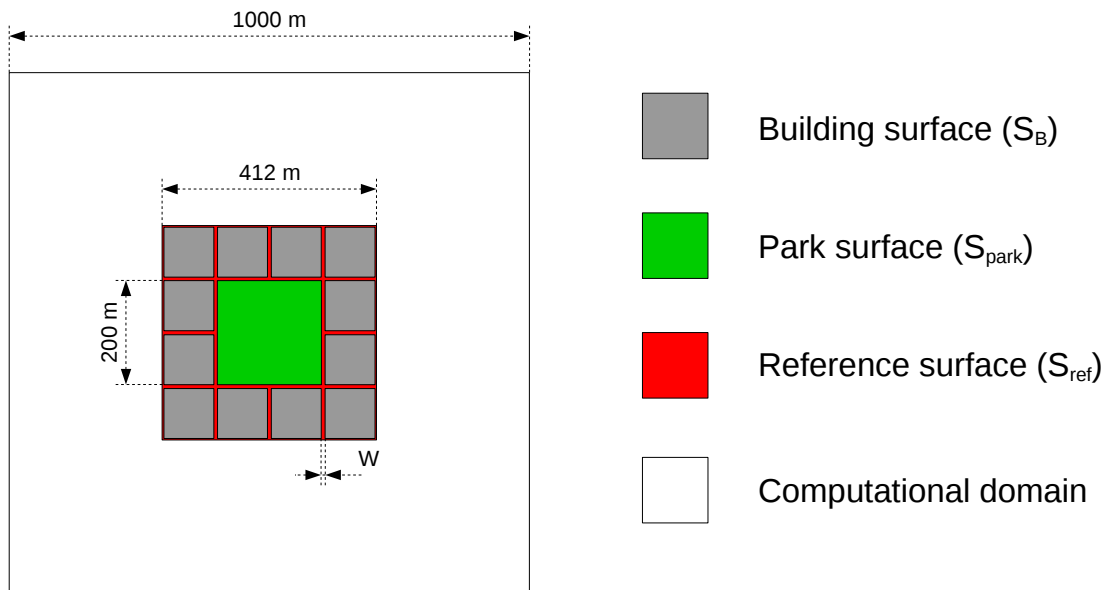 1000 m
412 m
200 m
W
Building surface (S_B)
Park surface (S_park)
Reference surface (S_ref)
Computational domain